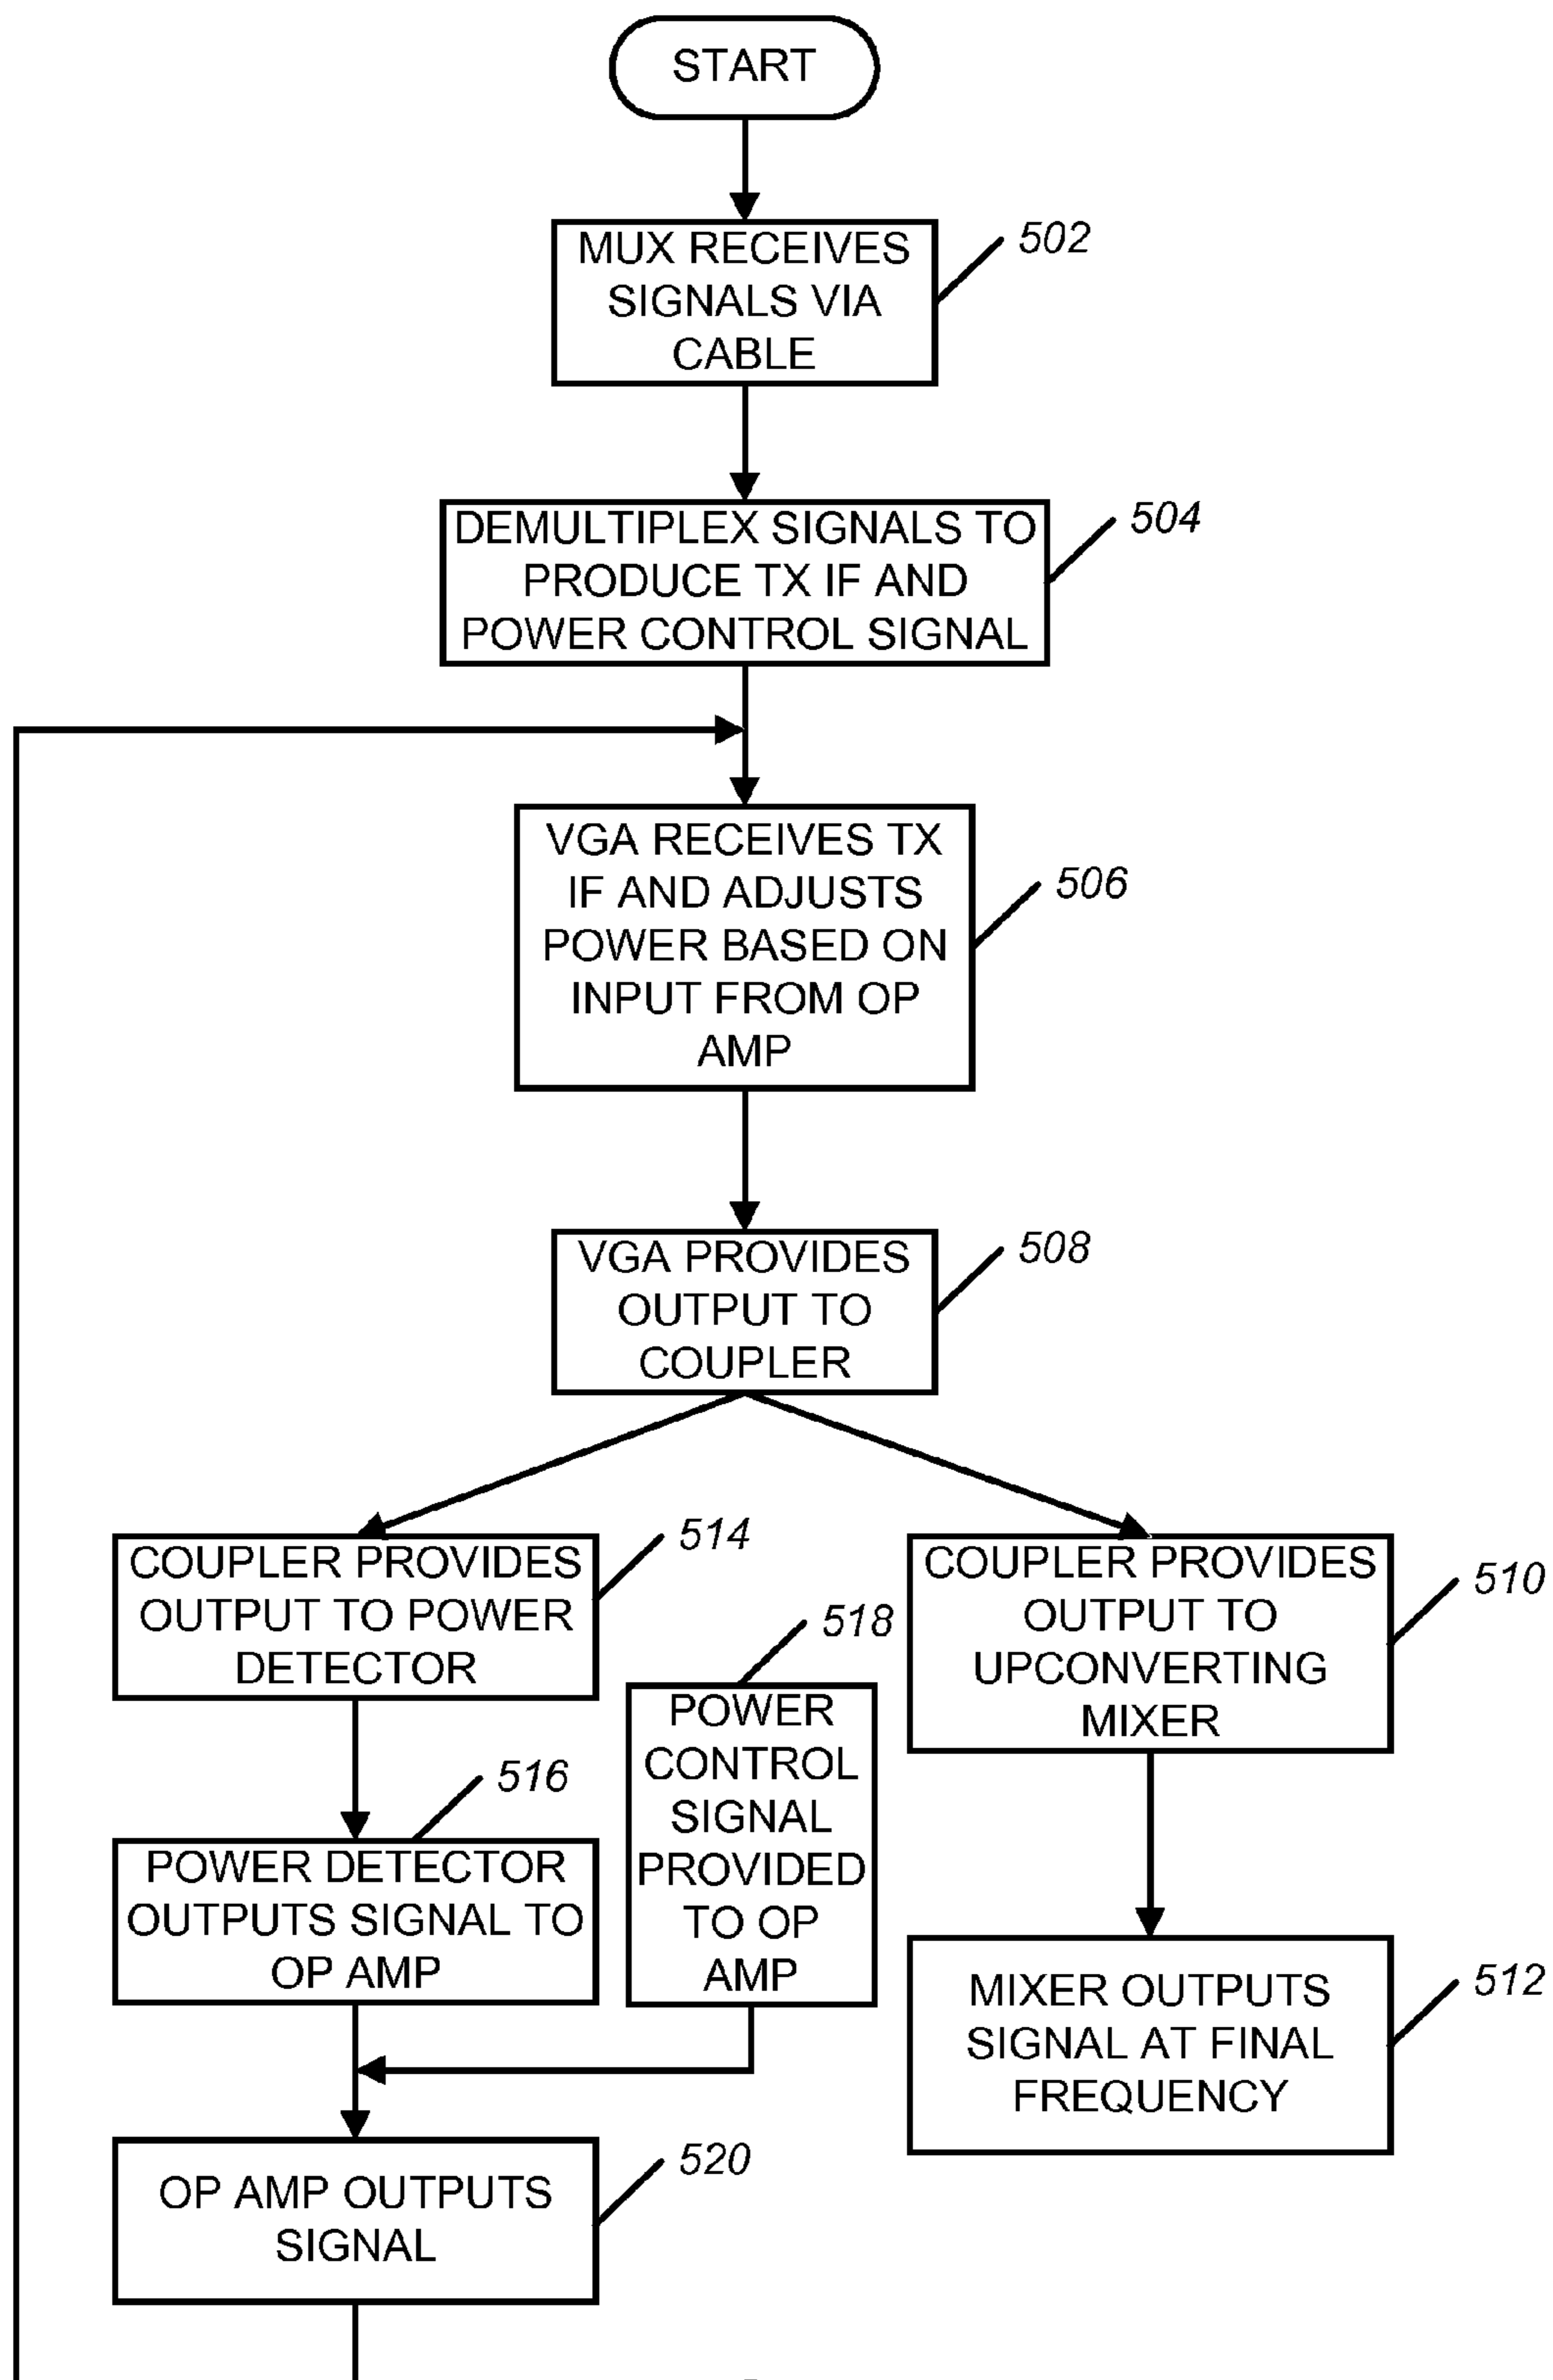 START
MUX RECEIVES
SIGNALS VIA
CABLE
502
DEMULTIPLEX SIGNALS TO
PRODUCE TX IF AND
POWER CONTROL SIGNAL
504
VGA RECEIVES TX
IF AND ADJUSTS
POWER BASED ON
INPUT FROM OP
AMP
506
VGA PROVIDES
OUTPUT TO
COUPLER
508
COUPLER PROVIDES
OUTPUT TO POWER
DETECTOR
514
COUPLER PROVIDES
OUTPUT TO
UPCONVERTING
MIXER
510
POWER
CONTROL
SIGNAL
PROVIDED
TO OP
AMP
518
POWER DETECTOR
OUTPUTS SIGNAL TO
OP AMP
516
MIXER OUTPUTS
SIGNAL AT FINAL
FREQUENCY
512
OP AMP OUTPUTS
SIGNAL
520